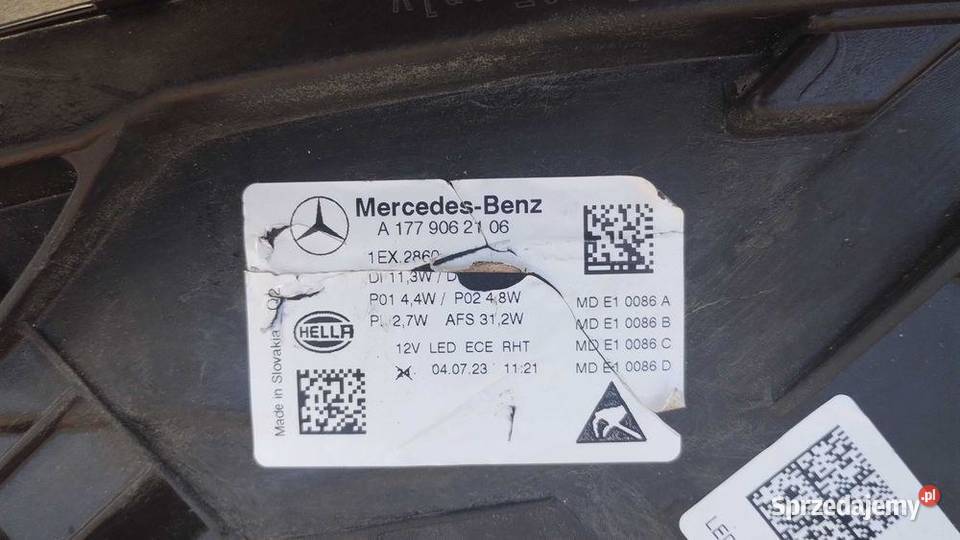 Mercedes-Benz
A 177 906 21 06
1EX.2860
DI 11,3W / D
P01 4,4W / P02 4,8W
2,7W AFS 31,2W
12V LED ECE RHT
04.07.23 11:21
MD E1 0086 A
MD E1 0086 B
MD E1 0086 C
MD E1 0086 D
HELLA
Made in Slovakia
LED
Sprzedajemy.pl